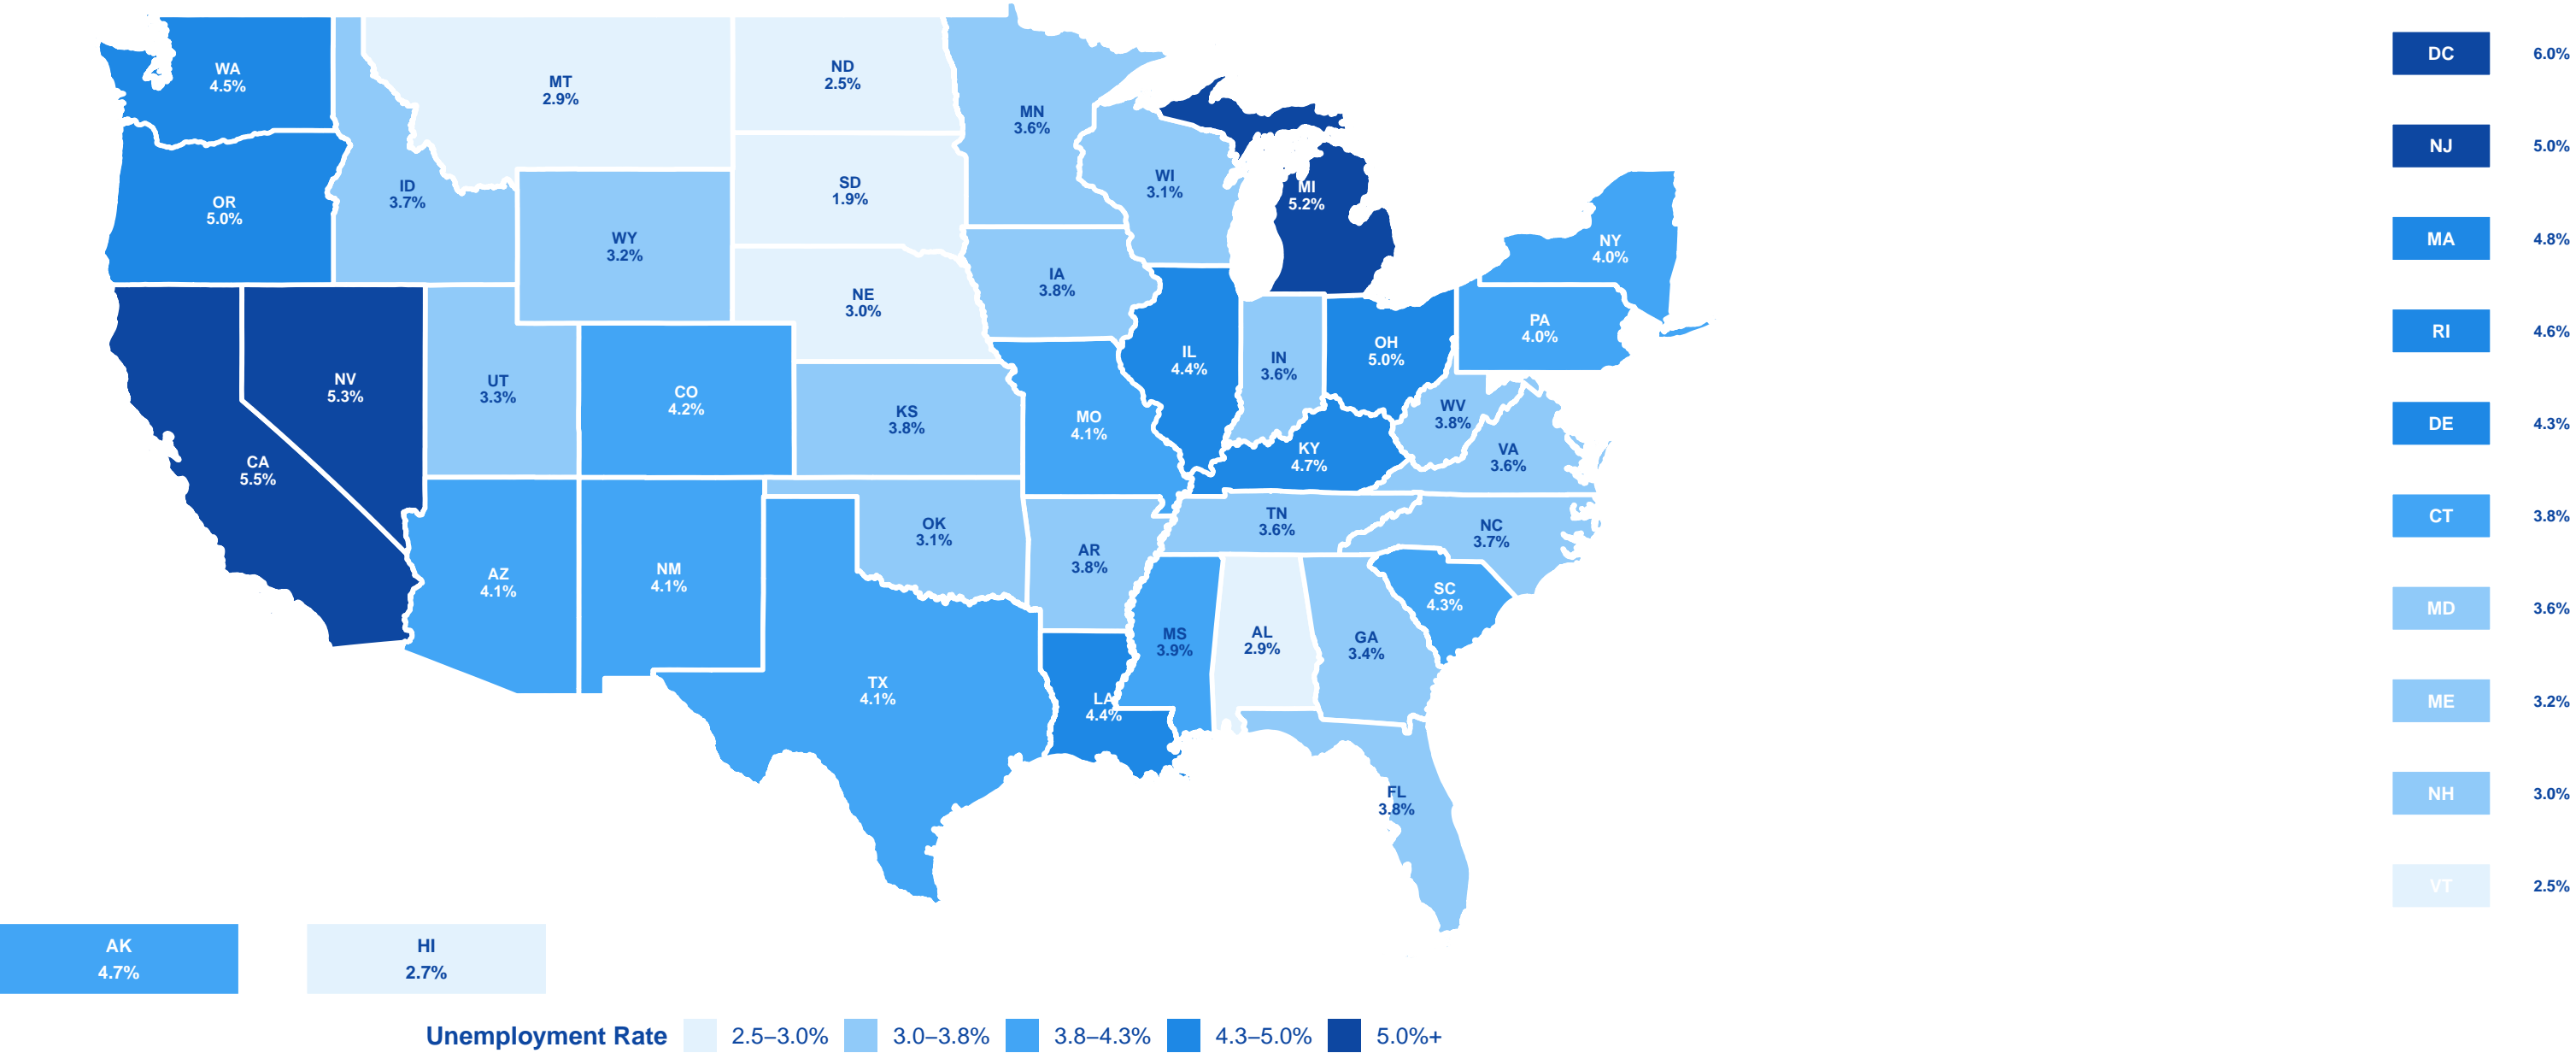 WA
4.5%
MT
2.9%
ND
2.5%
MN
3.6%
OR
5.0%
ID
3.7%
WY
3.2%
SD
1.9%
WI
3.1%
MI
5.2%
NY
4.0%
NE
3.0%
IA
3.8%
PA
4.0%
NV
5.3%
UT
3.3%
CO
4.2%
KS
3.8%
MO
4.1%
IL
4.4%
IN
3.6%
OH
5.0%
WV
3.8%
VA
3.6%
KY
4.7%
CA
5.5%
AZ
4.1%
NM
4.1%
OK
3.1%
AR
3.8%
TN
3.6%
NC
3.7%
SC
4.3%
MS
3.9%
AL
2.9%
GA
3.4%
TX
4.1%
LA
4.4%
FL
3.8%
DC 6.0%
NJ 5.0%
MA 4.8%
RI 4.6%
DE 4.3%
CT 3.8%
MD 3.6%
ME 3.2%
NH 3.0%
VT 2.5%
AK
4.7%
HI
2.7%
Unemployment Rate 2.5–3.0% 3.0–3.8% 3.8–4.3% 4.3–5.0% 5.0%+